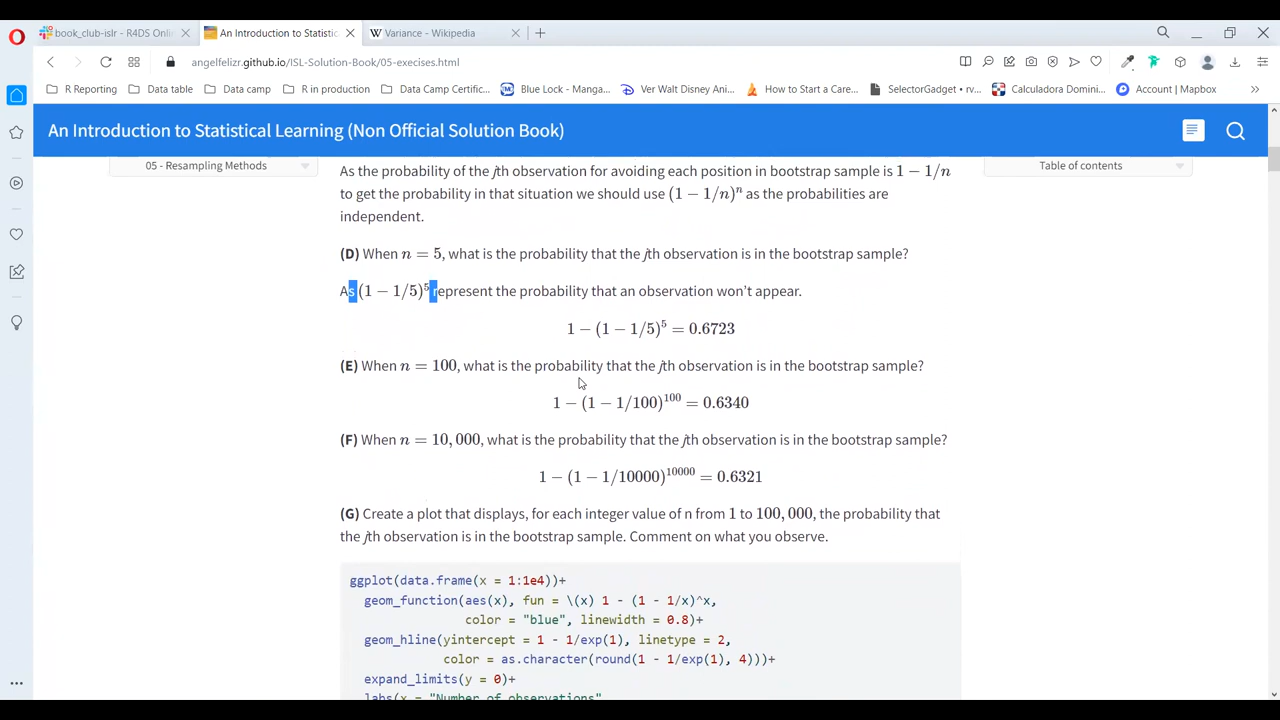 book_club-islr - R4DS Onli
An Introduction to Statistic
Variance - Wikipedia
angelfelizr.github.io/ISL-Solution-Book/05-execises.html
R Reporting
Data table
Data camp
R in production
Data Camp Certific...
Blue Lock - Manga...
Ver Walt Disney Ani...
How to Start a Care...
SelectorGadget • rv...
Calculadora Domini...
Account | Mapbox
An Introduction to Statistical Learning (Non Official Solution Book)
05 - Resampling Methods
Table of contents
As the probability of the jth observation for avoiding each position in bootstrap sample is 1 − 1/n
to get the probability in that situation we should use (1 − 1/n)^n as the probabilities are
independent.
(D) When n = 5, what is the probability that the jth observation is in the bootstrap sample?
As (1 − 1/5)^5 represent the probability that an observation won't appear.
1 − (1 − 1/5)^5 = 0.6723
(E) When n = 100, what is the probability that the jth observation is in the bootstrap sample?
1 − (1 − 1/100)^100 = 0.6340
(F) When n = 10,000, what is the probability that the jth observation is in the bootstrap sample?
1 − (1 − 1/10000)^10000 = 0.6321
(G) Create a plot that displays, for each integer value of n from 1 to 100,000, the probability that
the jth observation is in the bootstrap sample. Comment on what you observe.
ggplot(data.frame(x = 1:1e4))+
geom_function(aes(x), fun = \(x) 1 - (1 - 1/x)^x,
color = "blue", linewidth = 0.8)+
geom_hline(yintercept = 1 - 1/exp(1), linetype = 2,
color = as.character(round(1 - 1/exp(1), 4)))+
expand_limits(y = 0)+
labs(x = "Number of observations"